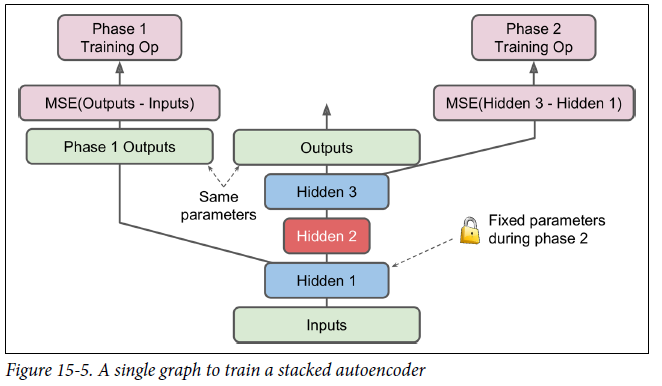 Phase 1
Training Op
Phase 2
Training Op
MSE(Outputs - Inputs)
MSE(Hidden 3 - Hidden 1)
Phase 1 Outputs
Outputs
Same
parameters
Hidden 3
Hidden 2
Fixed parameters
during phase 2
Hidden 1
Inputs
Figure 15-5. A single graph to train a stacked autoencoder